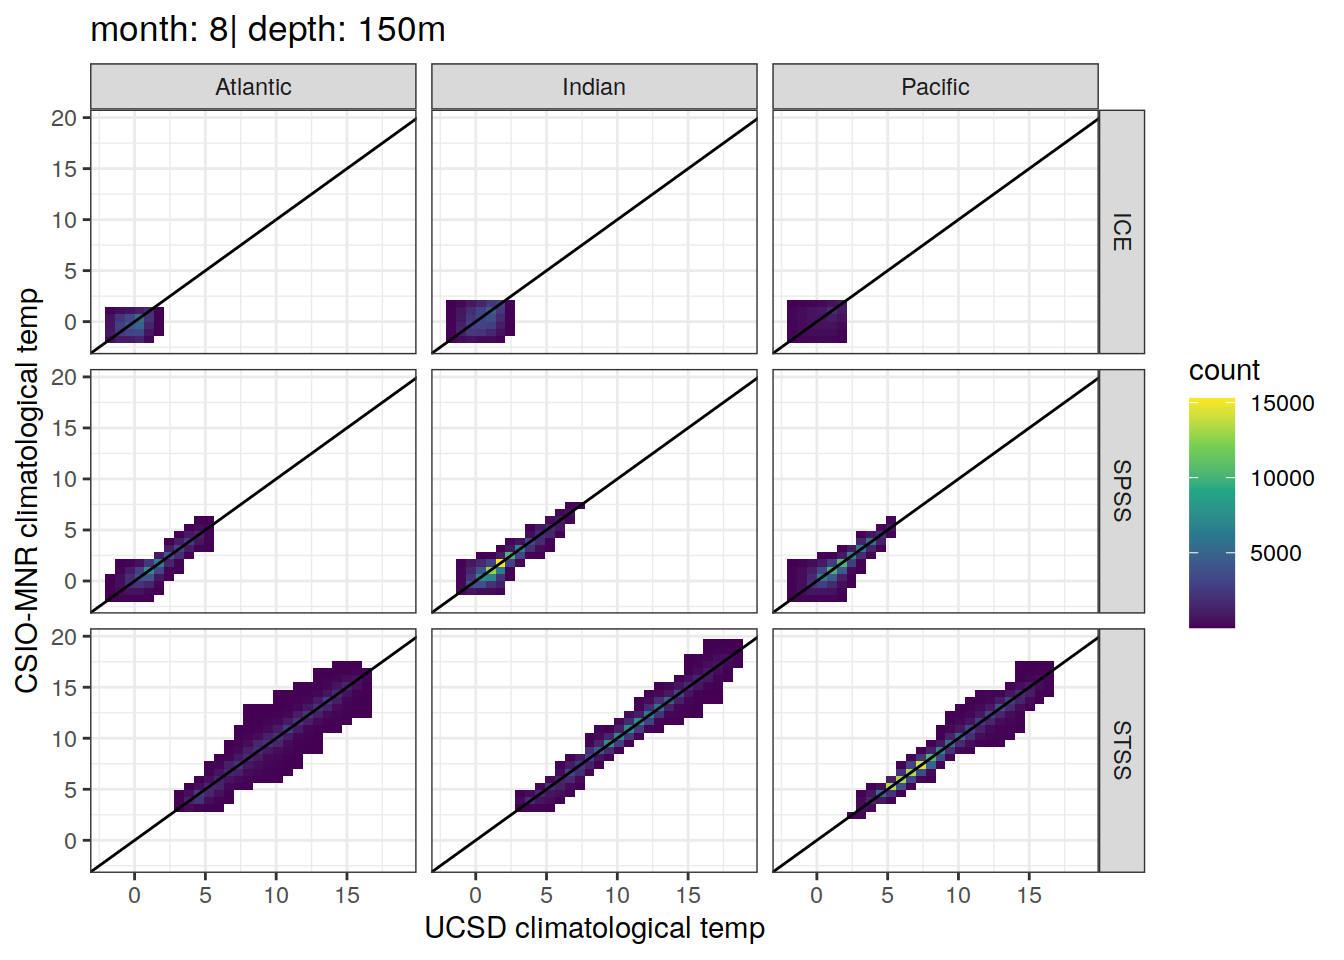 month: 8| depth: 150m
Atlantic
Indian
Pacific
20
15
10
5
0
ICE
20
15
10
5
0
SPSS
20
15
10
5
0
STSS
0 5 10 15
0 5 10 15
0 5 10 15
UCSD climatological temp
CSIO-MNR climatological temp
count
15000
10000
5000